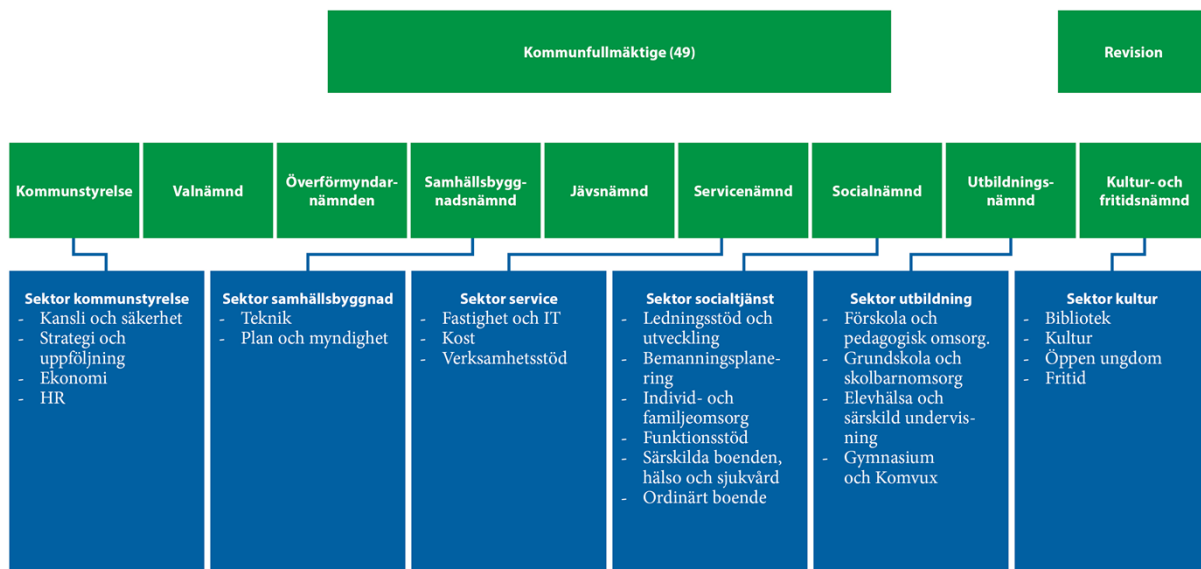 Kommunfullmäktige (49)
Revision
Kommunstyrelse
Valnämnd
Överförmyndar-
nämnden
Samhällsbygg-
nadsnämnd
Jävsnämnd
Servicenämnd
Socialnämnd
Utbildnings-
nämnd
Kultur- och
fritidsnämnd
Sektor kommunstyrelse
- Kansli och säkerhet
- Strategi och
uppföljning
- Ekonomi
- HR
Sektor samhällsbyggnad
- Teknik
- Plan och myndighet
Sektor service
- Fastighet och IT
- Kost
- Verksamhetsstöd
Sektor socialtjänst
- Ledningsstöd och
utveckling
- Bemanningsplane-
ring
- Individ- och
familjeomsorg
- Funktionsstöd
- Särskilda boenden,
hälso och sjukvård
- Ordinärt boende
Sektor utbildning
- Förskola och
pedagogisk omsorg.
- Grundskola och
skolbarnomsorg
- Elevhälsa och
särskild undervis-
ning
- Gymnasium
och Komvux
Sektor kultur
- Bibliotek
- Kultur
- Öppen ungdom
- Fritid